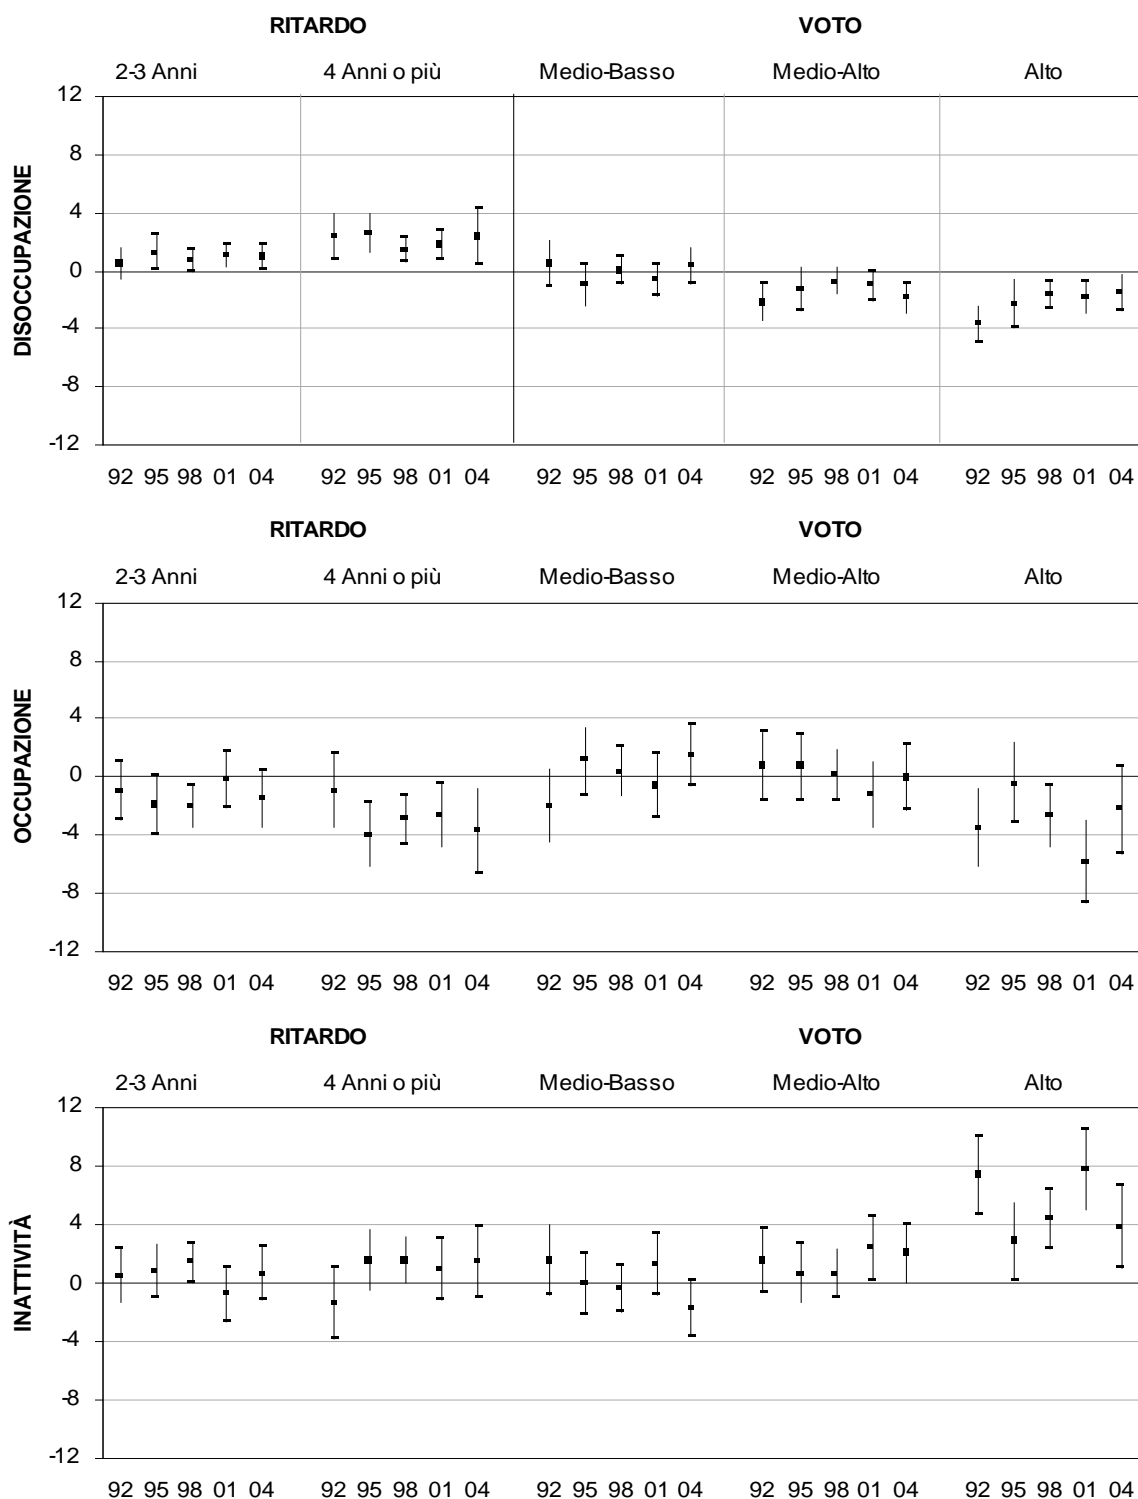 RITARDO VOTO
2-3 Anni 4 Anni o più Medio-Basso Medio-Alto Alto
12
8
4
0
-4
-8
-12
DISOCCUPAZIONE
92 95 98 01 04 92 95 98 01 04 92 95 98 01 04 92 95 98 01 04 92 95 98 01 04
RITARDO VOTO
2-3 Anni 4 Anni o più Medio-Basso Medio-Alto Alto
12
8
4
0
-4
-8
-12
OCCUPAZIONE
92 95 98 01 04 92 95 98 01 04 92 95 98 01 04 92 95 98 01 04 92 95 98 01 04
RITARDO VOTO
2-3 Anni 4 Anni o più Medio-Basso Medio-Alto Alto
12
8
4
0
-4
-8
-12
INATTIVITÀ
92 95 98 01 04 92 95 98 01 04 92 95 98 01 04 92 95 98 01 04 92 95 98 01 04